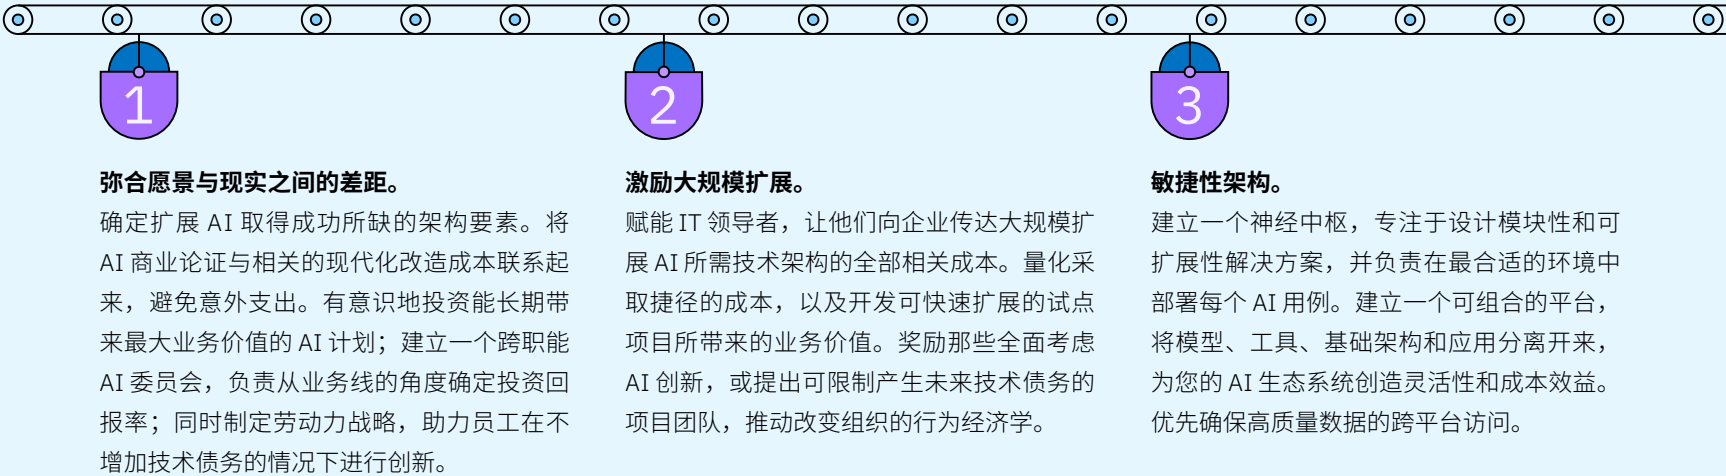 1
弥合愿景与现实之间的差距。
确定扩展 AI 取得成功所缺的架构要素。将
AI 商业论证与相关的现代化改造成本联系起
来，避免意外支出。有意识地投资能长期带
来最大业务价值的 AI 计划；建立一个跨职能
AI 委员会，负责从业务线的角度确定投资回
报率；同时制定劳动力战略，助力员工在不
增加技术债务的情况下进行创新。
2
激励大规模扩展。
赋能 IT 领导者，让他们向企业传达大规模扩
展 AI 所需技术架构的全部相关成本。量化采
取捷径的成本，以及开发可快速扩展的试点
项目所带来的业务价值。奖励那些全面考虑
AI 创新，或提出可限制产生未来技术债务的
项目团队，推动改变组织的行为经济学。
3
敏捷性架构。
建立一个神经中枢，专注于设计模块性和可
扩展性解决方案，并负责在最合适的环境中
部署每个 AI 用例。建立一个可组合的平台，
将模型、工具、基础架构和应用分离开来，
为您的 AI 生态系统创造灵活性和成本效益。
优先确保高质量数据的跨平台访问。